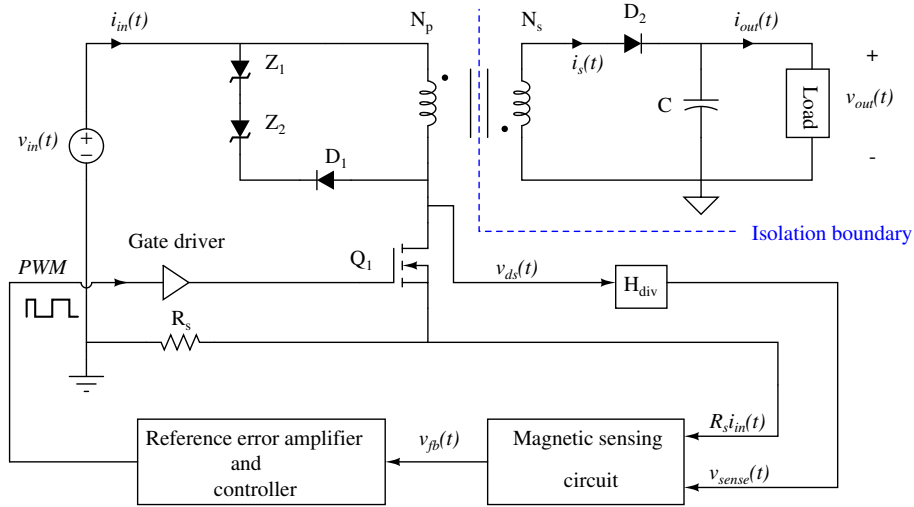 i_in(t)
N_p
N_s
D_2
i_out(t)
Z_1
i_s(t)
+
v_in(t)
+
−
Z_2
C
Load
v_out(t)
D_1
-
Gate driver
Isolation boundary
PWM
Q_1
v_ds(t)
H_div
R_s
R_s i_in(t)
Reference error amplifier
and
controller
v_fb(t)
Magnetic sensing
circuit
v_sense(t)